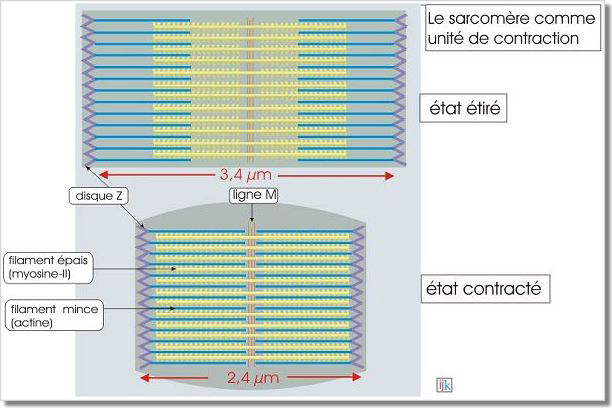 Le sarcomère comme
unité de contraction
état étiré
3,4 µm
disque Z
ligne M
filament épais
(myosine-II)
état contracté
filament mince
(actine)
2,4 µm
ijk